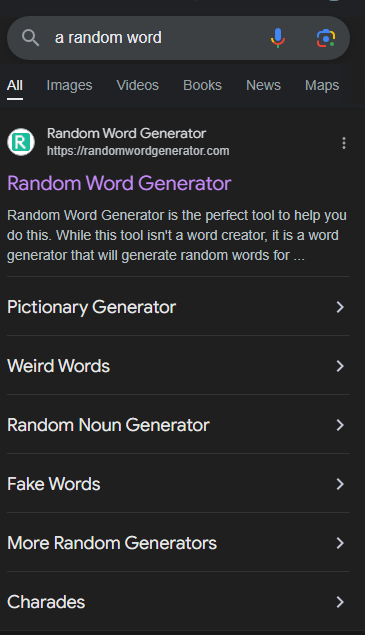 a random word
All Images Videos Books News Maps
Random Word Generator
https://randomwordgenerator.com
Random Word Generator
Random Word Generator is the perfect tool to help you
do this. While this tool isn't a word creator, it is a word
generator that will generate random words for ...
Pictionary Generator
Weird Words
Random Noun Generator
Fake Words
More Random Generators
Charades